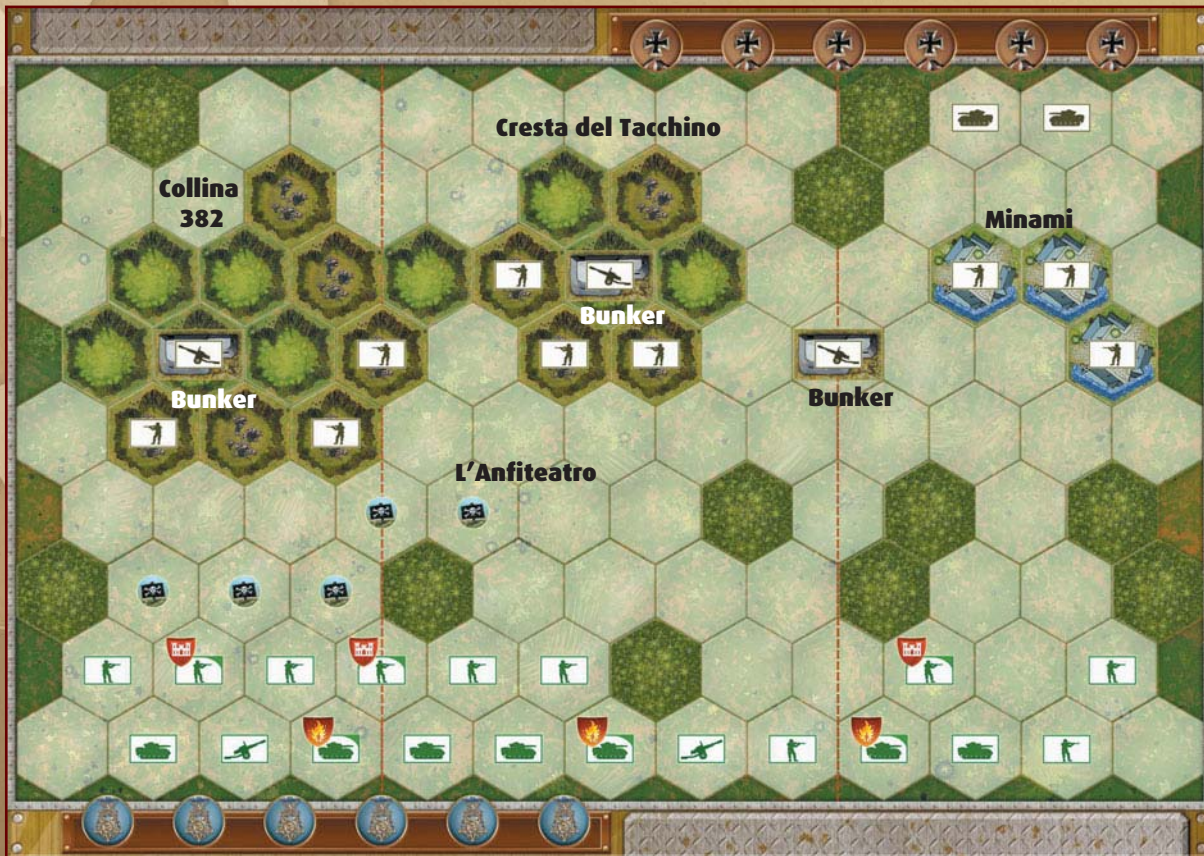 Cresta del Tacchino
Collina
382
Minami
Bunker
Bunker
Bunker
L'Anfiteatro